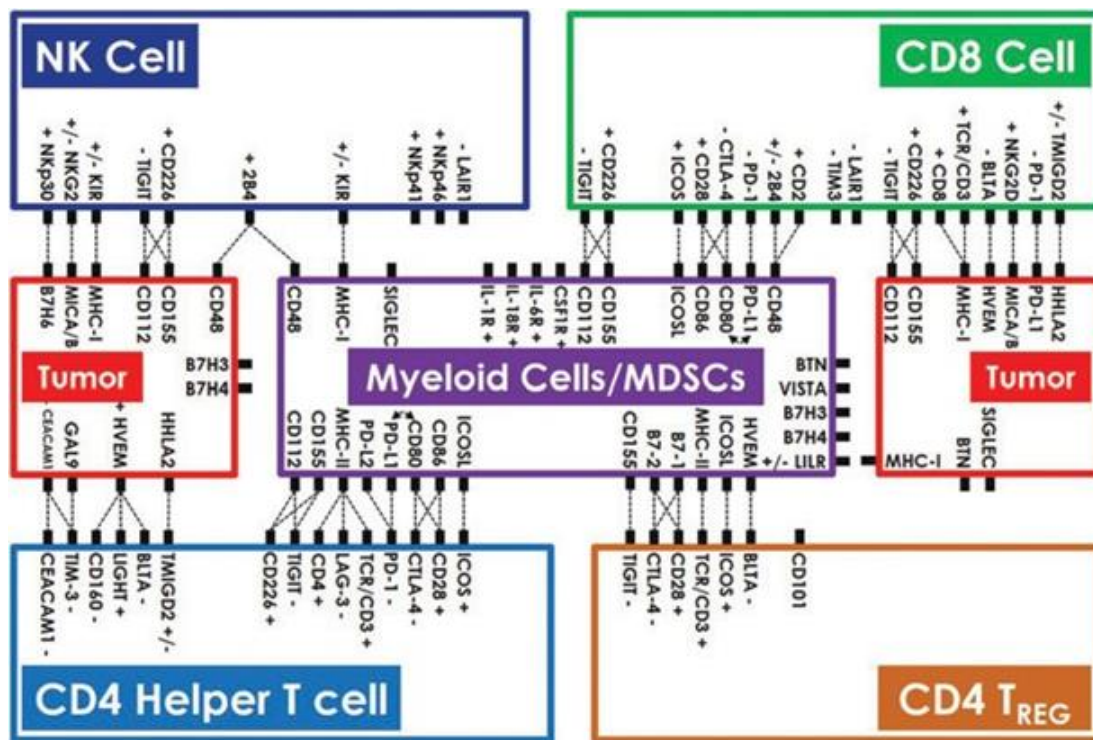 NK Cell
CD8 Cell
+ NKp30
+/- NKG2
+/- KIR
- TIGIT
+ CD226
+ 2B4
+/- KIR
+ NKp41
+ NKp46
- LAIR1
- TIGIT
+ CD226
+ ICOS
+ CD28
- CTLA-4
- PD-1
+/- 2B4
+ CD2
- TIM3
- LAIR1
- TIGIT
+ CD226
+ CD8
+ TCR/CD3
- BLTA
+ NKG2D
- PD-1
+/- TMIGD2
B7H6
MICA/B
MHC-I
CD112
CD155
CD48
B7H3
B7H4
Tumor
CEACAM1
GAL9
+ HVEM
HHLA2
CD48
MHC-I
SIGLEC
IL-1R +
IL-18R +
IL-6R +
CSF1R +
CD112
CD155
ICOSL
CD86
CD80
PD-L1
CD48
BTN
VISTA
B7H3
B7H4
+/- LILR
Myeloid Cells/MDSCs
CD112
CD155
MHC-II
PD-L2
PD-L1
CD80
CD86
ICOSL
CD155
B7-2
B7-1
MHC-II
ICOSL
HVEM
CD112
CD155
MHC-I
HVEM
MICA/B
PD-L1
HHLA2
Tumor
MHC-I
BTN
SIGLEC
CEACAM1 -
TIM-3 -
CD160 -
LIGHT +
BLTA -
TMIGD2 +/-
CD226 +
TIGIT -
CD4 +
LAG-3 -
TCR/CD3 +
PD-1 -
CTLA-4 -
CD28 +
ICOS +
CD4 Helper T cell
TIGIT -
CTLA-4 -
CD28 +
TCR/CD3 +
ICOS +
BLTA -
CD101
CD4 TREG